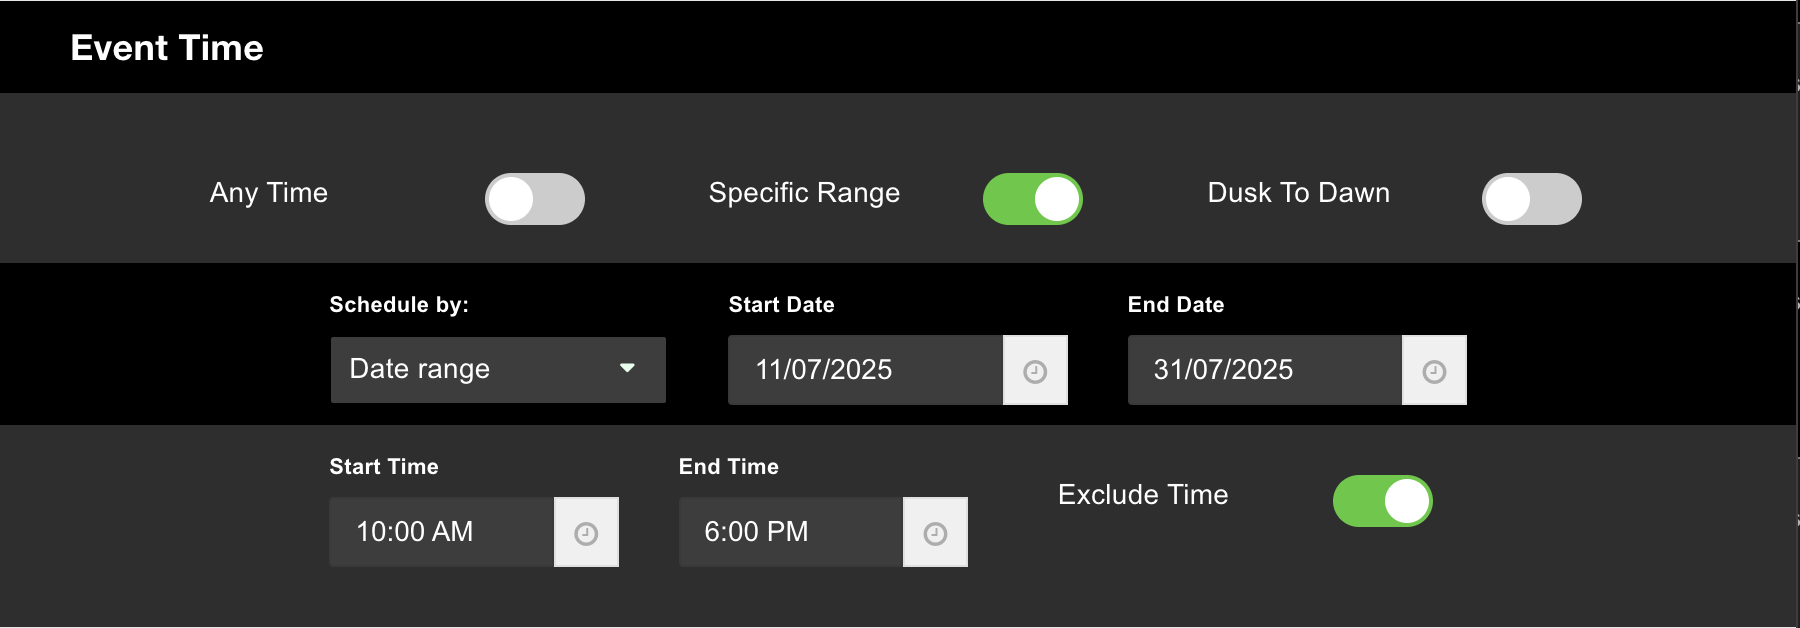 Event Time
Any Time Specific Range Dusk To Dawn
Schedule by: Start Date End Date
Date range 11/07/2025 31/07/2025
Start Time End Time
Exclude Time
10:00 AM 6:00 PM